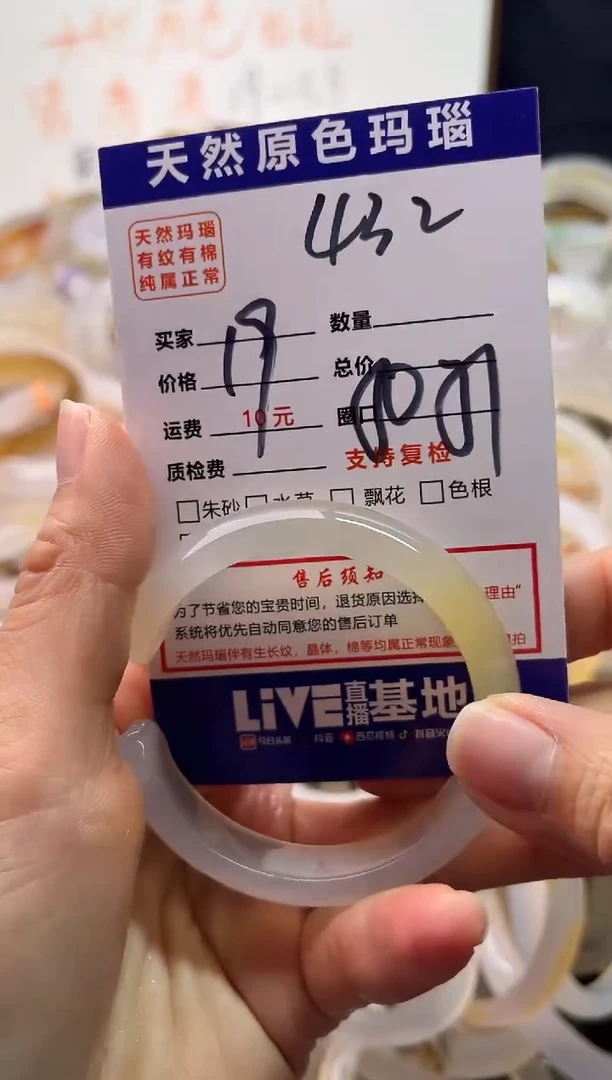 天然原色玛瑙
天然玛瑙
有纹有棉
纯属正常
432
买家
数量
价格
19
总价
运费 10元
圈口
质检费
支持复检
朱砂
飘花
色根
售后须知
为了节省您的宝贵时间，退货原因选择
理由”
系统将优先自动同意您的售后订单
天然玛瑙伴有生长纹，晶体，棉等均属正常现象
LiVE直播基地
今日头条 抖音 西瓜视频